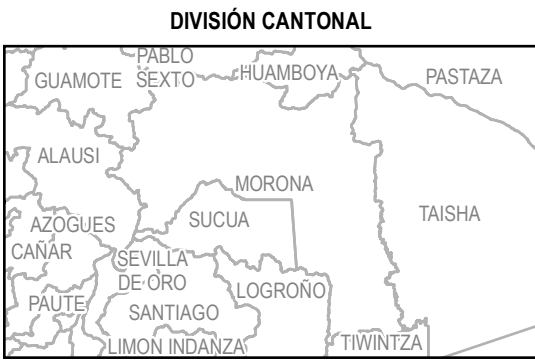 DIVISIÓN CANTONAL
PABLO
SEXTO
GUAMOTE
HUAMBOYA
PASTAZA
ALAUSI
MORONA
TAISHA
AZOGUES
SUCUA
CAÑAR
SEVILLA
DE ORO
LOGROÑO
PAUTE
SANTIAGO
LIMON INDANZA
TIWINTZA